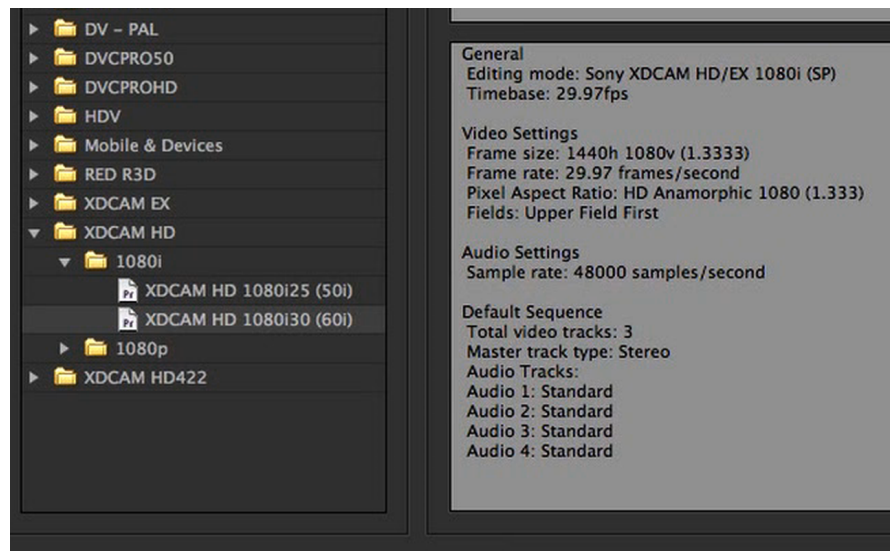 DV – PAL
DVCPRO50
DVCPROHD
HDV
Mobile & Devices
RED R3D
XDCAM EX
XDCAM HD
1080i
Pr XDCAM HD 1080i25 (50i)
Pr XDCAM HD 1080i30 (60i)
1080p
XDCAM HD422
General
Editing mode: Sony XDCAM HD/EX 1080i (SP)
Timebase: 29.97fps
Video Settings
Frame size: 1440h 1080v (1.3333)
Frame rate: 29.97 frames/second
Pixel Aspect Ratio: HD Anamorphic 1080 (1.333)
Fields: Upper Field First
Audio Settings
Sample rate: 48000 samples/second
Default Sequence
Total video tracks: 3
Master track type: Stereo
Audio Tracks:
Audio 1: Standard
Audio 2: Standard
Audio 3: Standard
Audio 4: Standard